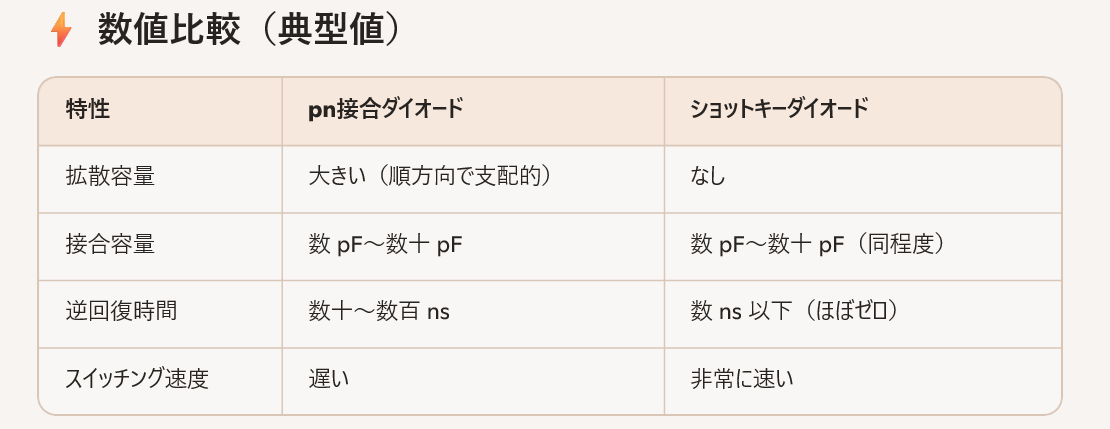 ⚡ 数値比較（典型値）
特性 pn接合ダイオード ショットキーダイオード
拡散容量 大きい（順方向で支配的） なし
接合容量 数 pF〜数十 pF 数 pF〜数十 pF（同程度）
逆回復時間 数十〜数百 ns 数 ns 以下（ほぼゼロ）
スイッチング速度 遅い 非常に速い